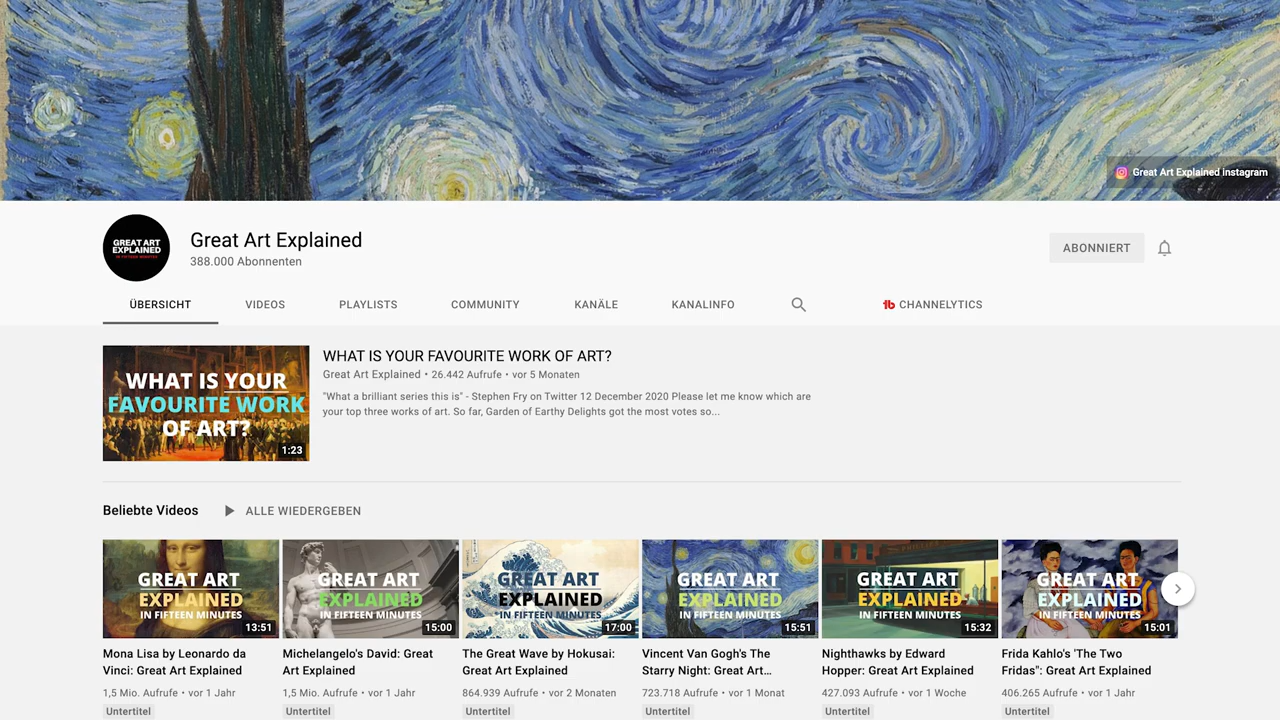 Great Art Explained instagram
GREAT ART
EXPLAINED
IN FIFTEEN MINUTES
Great Art Explained
388.000 Abonnenten
ABONNIERT
ÜBERSICHT VIDEOS PLAYLISTS COMMUNITY KANÄLE KANALINFO CHANNELYTICS
WHAT IS YOUR
FAVOURITE WORK
OF ART?
1:23
WHAT IS YOUR FAVOURITE WORK OF ART?
Great Art Explained • 26.442 Aufrufe • vor 5 Monaten
"What a brilliant series this is" - Stephen Fry on Twitter 12 December 2020 Please let me know which are
your top three works of art. So far, Garden of Earthy Delights got the most votes so...
Beliebte Videos ALLE WIEDERGEBEN
GREAT ART
EXPLAINED
IN FIFTEEN MINUTES
13:51
Mona Lisa by Leonardo da
Vinci: Great Art Explained
1,5 Mio. Aufrufe • vor 1 Jahr
Untertitel
GREAT ART
EXPLAINED
IN FIFTEEN MINUTES
15:00
Michelangelo's David: Great
Art Explained
1,5 Mio. Aufrufe • vor 1 Jahr
Untertitel
GREAT ART
EXPLAINED
IN FIFTEEN MINUTES
17:00
The Great Wave by Hokusai:
Great Art Explained
864.939 Aufrufe • vor 2 Monaten
Untertitel
GREAT ART
EXPLAINED
IN FIFTEEN MINUTES
15:51
Vincent Van Gogh's The
Starry Night: Great Art...
723.718 Aufrufe • vor 1 Monat
Untertitel
GREAT ART
EXPLAINED
IN FIFTEEN MINUTES
15:32
Nighthawks by Edward
Hopper: Great Art Explained
427.093 Aufrufe • vor 1 Woche
Untertitel
GREAT ART
EXPLAINED
IN FIFTEEN MINUTES
15:01
Frida Kahlo's 'The Two
Fridas": Great Art Explained
406.265 Aufrufe • vor 1 Jahr
Untertitel